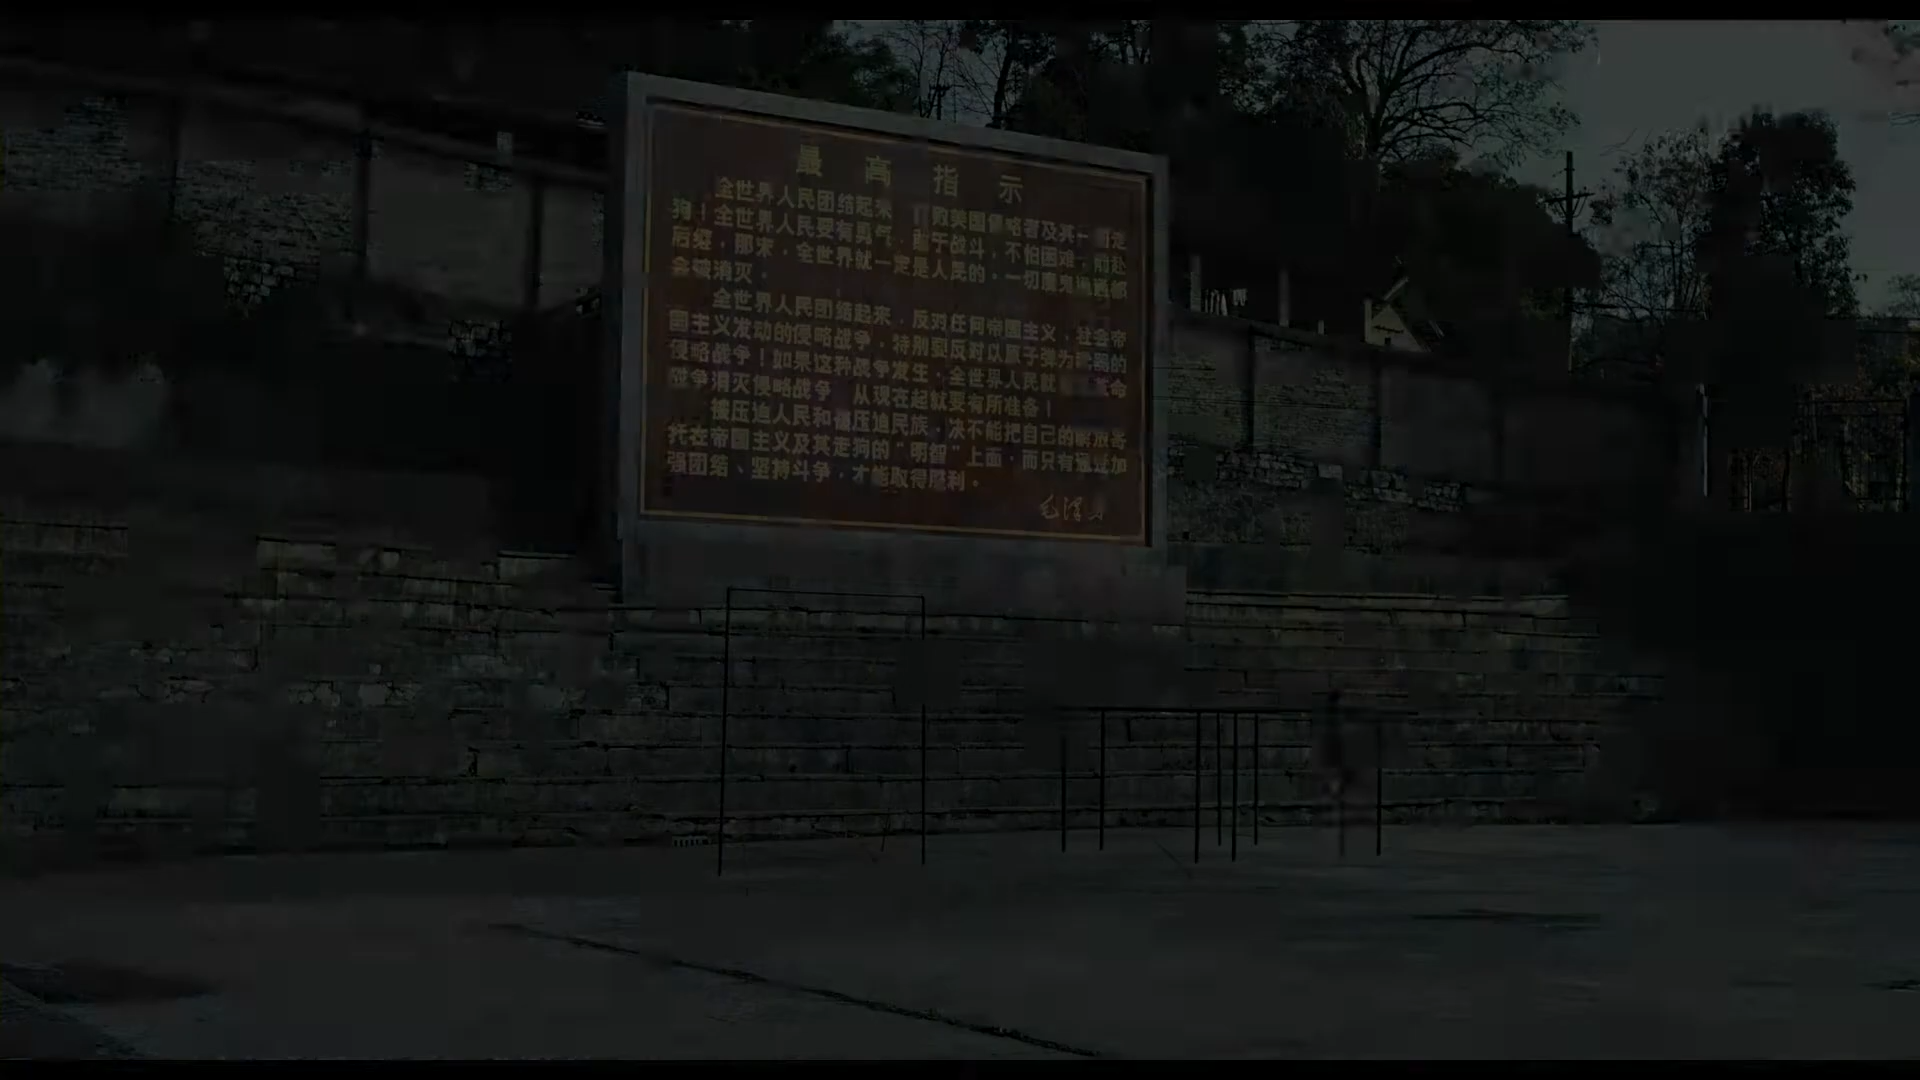 最高指示
全世界人民团结起来 败美国侵略者及其一 走
狗！全世界人民要有勇气，敢于战斗，不怕困难，前赴
后继，那末，全世界就一定是人民的。一切魔鬼 都
会被消灭。
全世界人民团结起来，反对任何帝国主义、社会帝
国主义发动的侵略战争，特别要反对以原子弹为武器的
侵略战争！如果这种战争发生，全世界人民就 革命
战争消灭侵略战争 从现在起就要有所准备！
被压迫人民和被压迫民族，决不能把自己的解放寄
托在帝国主义及其走狗的“明智”上面，而只有通过加
强团结、坚持斗争，才能取得胜利。
毛泽